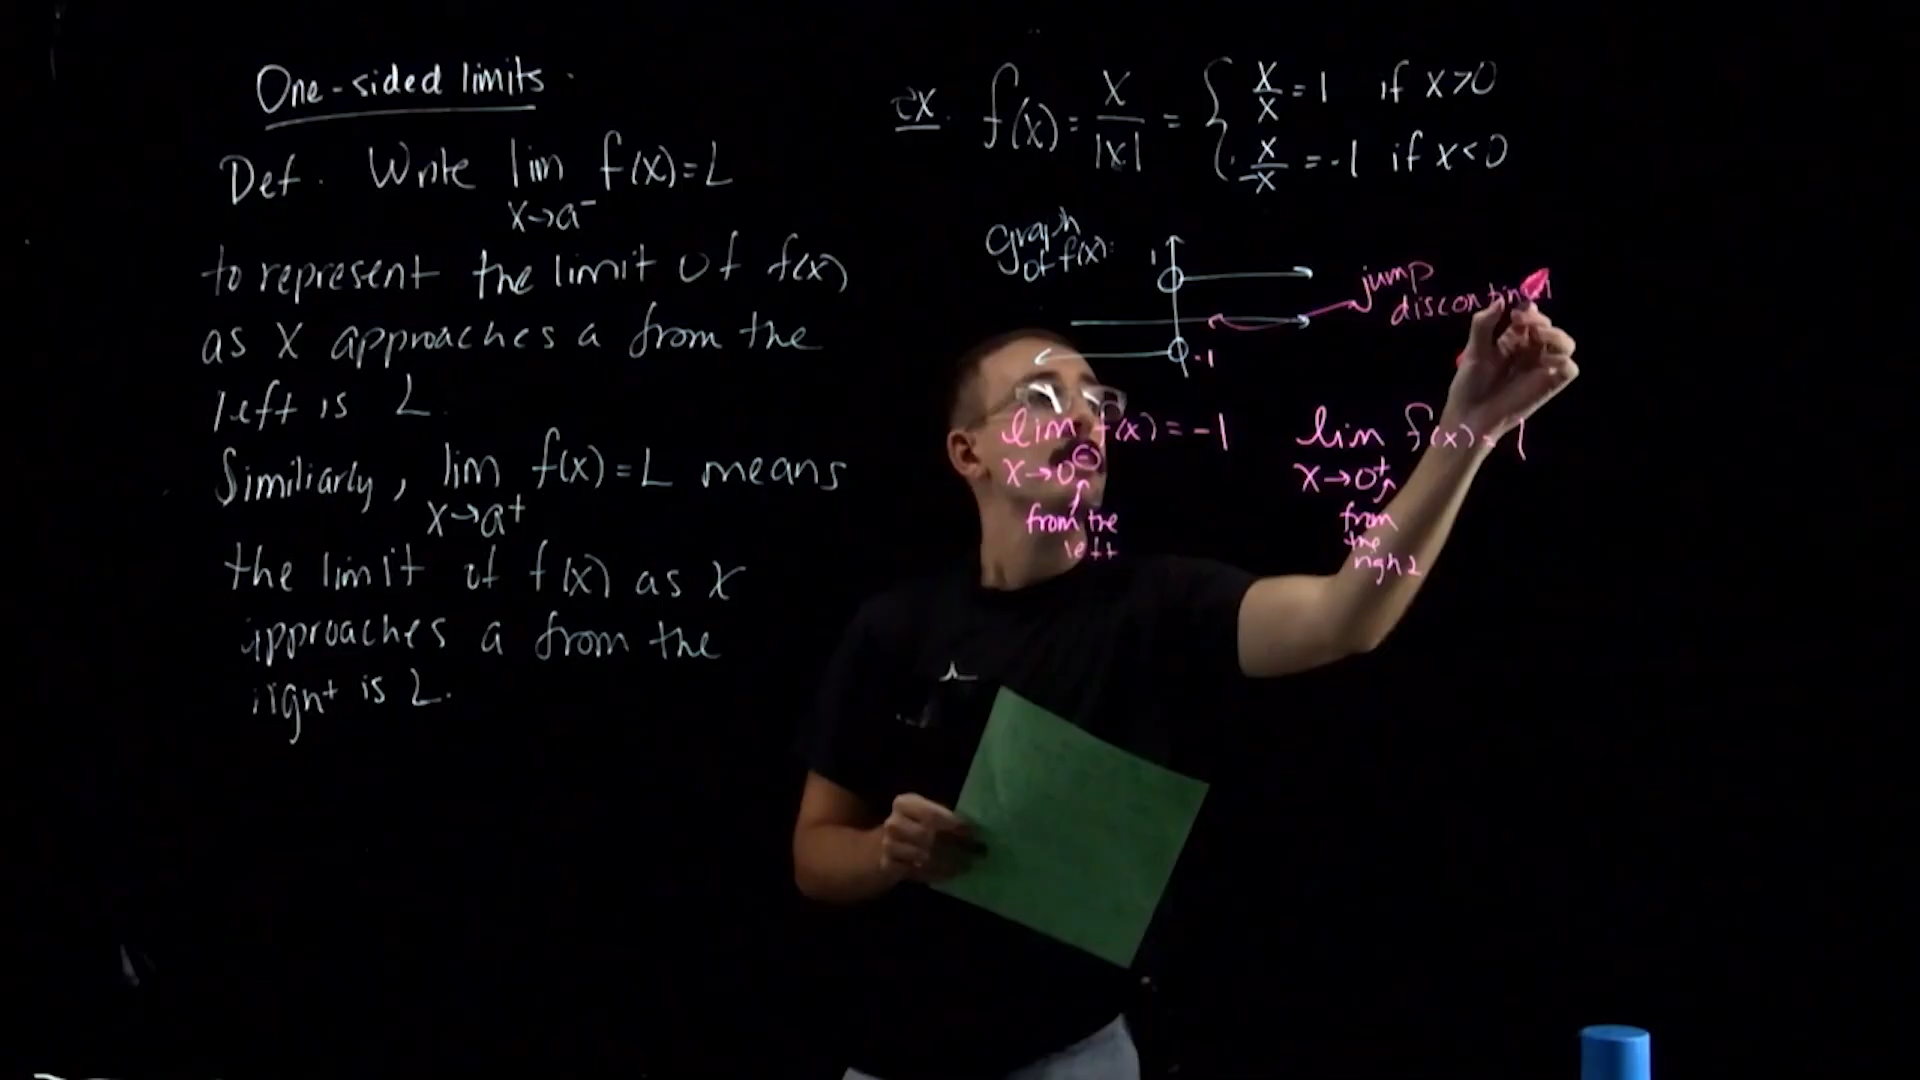 One-sided limits.
Def. Write lim f(x)=L
x→a⁻
to represent the limit of f(x)
as x approaches a from the
left is L.
Similiarly, lim f(x)=L means
x→a⁺
the limit of f(x) as x
approaches a from the
right is L.
ex. f(x) = x/|x| = { x/x = 1 if x>0
x/-x = -1 if x<0
graph
of f(x):
1
jump
discontinu
-1
lim f(x) = -1
x→0⁻
from the
left
lim f(x) = 1
x→0⁺
from
the
right